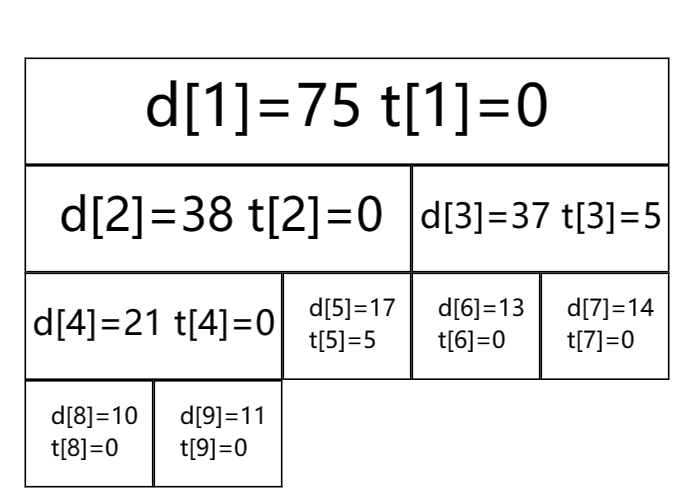 d[1]=75 t[1]=0
d[2]=38 t[2]=0
d[3]=37 t[3]=5
d[4]=21 t[4]=0
d[5]=17
t[5]=5
d[6]=13
t[6]=0
d[7]=14
t[7]=0
d[8]=10
t[8]=0
d[9]=11
t[9]=0